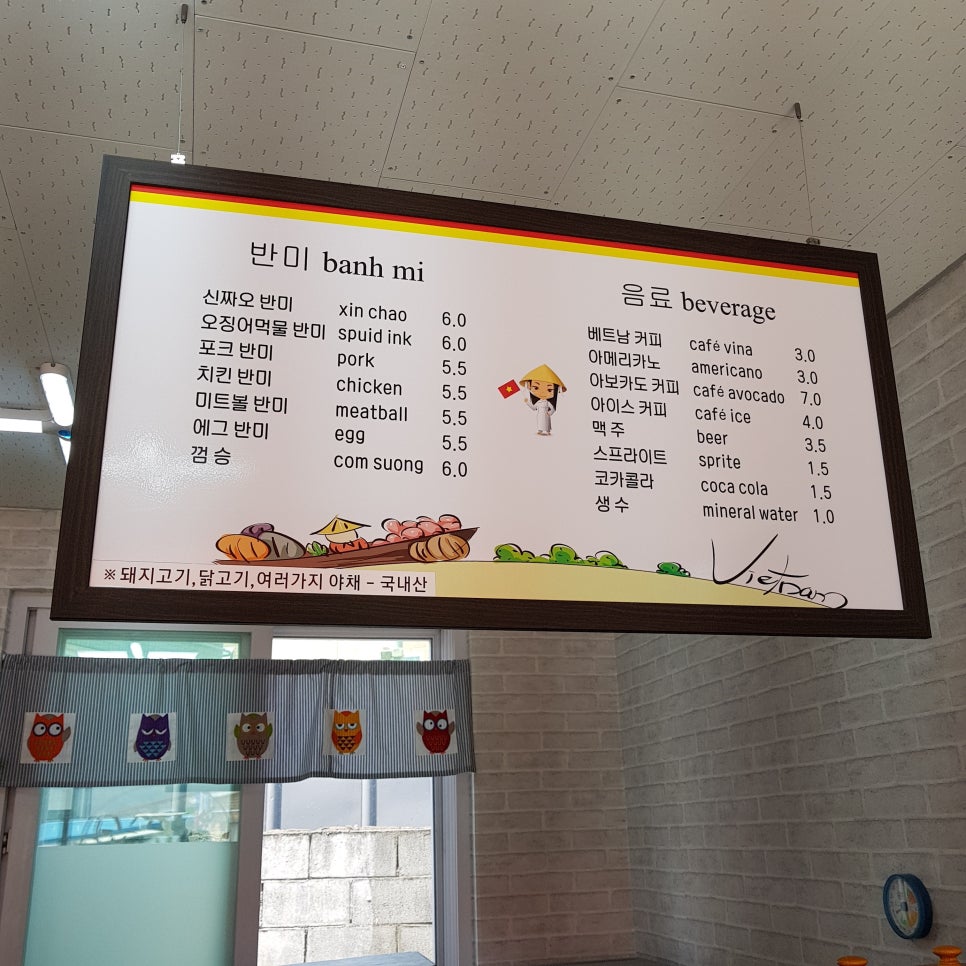 반미 banh mi
신짜오 반미 xin chao 6.0
오징어먹물 반미 spuid ink 6.0
포크 반미 pork 5.5
치킨 반미 chicken 5.5
미트볼 반미 meatball 5.5
에그 반미 egg 5.5
껌 승 com suong 6.0
※ 돼지고기,닭고기,여러가지 야채 - 국내산
음료 beverage
베트남 커피 café vina 3.0
아메리카노 americano 3.0
아보카도 커피 café avocado 7.0
아이스 커피 café ice 4.0
맥 주 beer 3.5
스프라이트 sprite 1.5
코카콜라 coca cola 1.5
생 수 mineral water 1.0
Vietnam